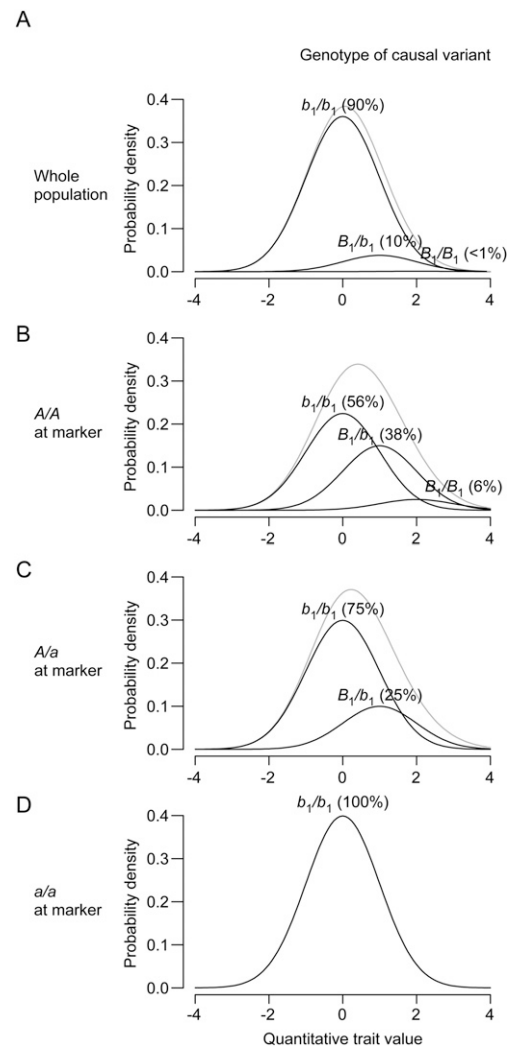 A
Genotype of causal variant
Whole
population
Probability density
0.4
0.3
0.2
0.1
0.0
b1/b1 (90%)
B1/b1 (10%)
B1/B1 (<1%)
-4 -2 0 2 4
B
A/A
at marker
Probability density
0.4
0.3
0.2
0.1
0.0
b1/b1 (56%)
B1/b1 (38%)
B1/B1 (6%)
-4 -2 0 2 4
C
A/a
at marker
Probability density
0.4
0.3
0.2
0.1
0.0
b1/b1 (75%)
B1/b1 (25%)
-4 -2 0 2 4
D
a/a
at marker
Probability density
0.4
0.3
0.2
0.1
0.0
b1/b1 (100%)
-4 -2 0 2 4
Quantitative trait value